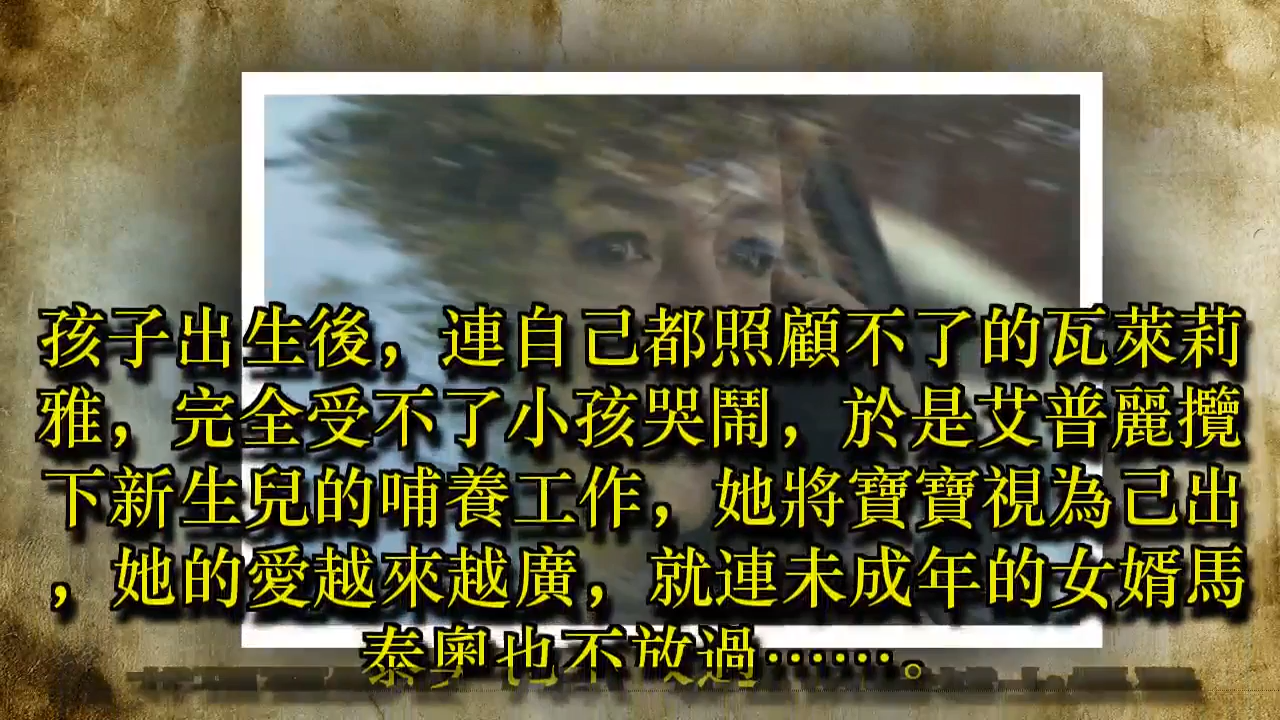 孩子出生後，連自己都照顧不了的瓦萊莉
雅，完全受不了小孩哭鬧，於是艾普麗攬
下新生兒的哺養工作，她將寶寶視為己出
，她的愛越來越廣，就連未成年的女婿馬
泰奧也不放過⋯⋯。